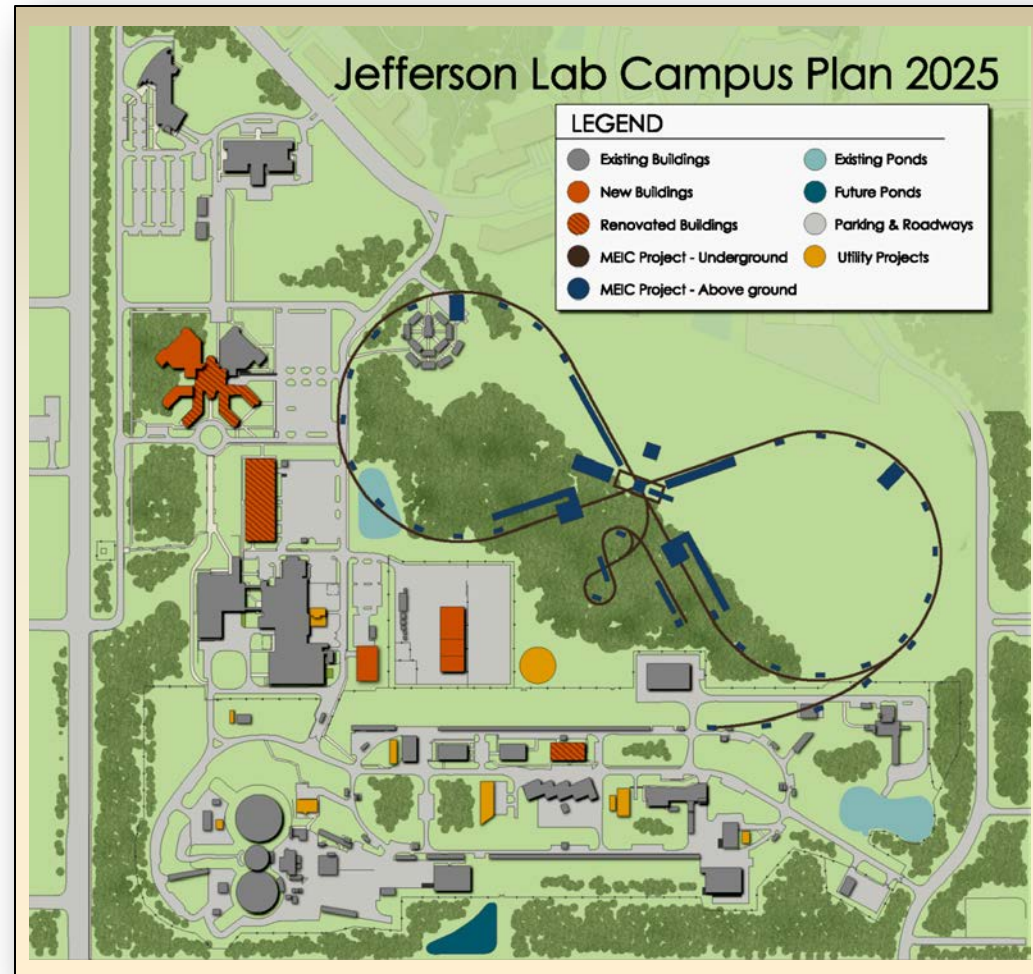 Jefferson Lab Campus Plan 2025
LEGEND
Existing Buildings
New Buildings
Renovated Buildings
MEIC Project - Underground
MEIC Project - Above ground
Existing Ponds
Future Ponds
Parking & Roadways
Utility Projects